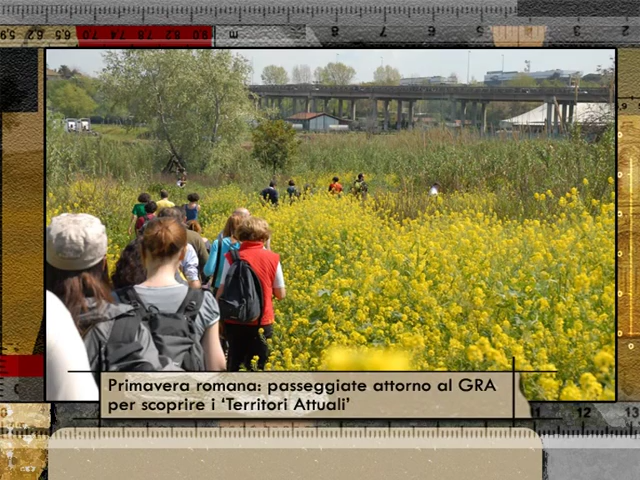 Primavera romana: passeggiate attorno al GRA
per scoprire i ‘Territori Attuali’